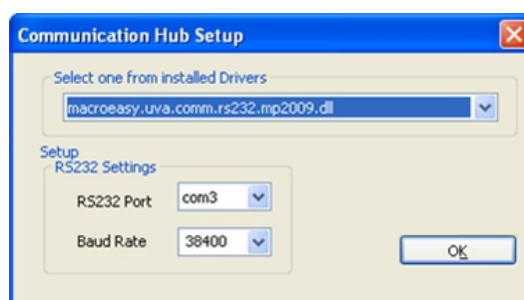 Communication Hub Setup
Select one from installed Drivers
macroeasy.uva.comm.rs232.mp2009.dll
Setup
RS232 Settings
RS232 Port com3
Baud Rate 38400
OK